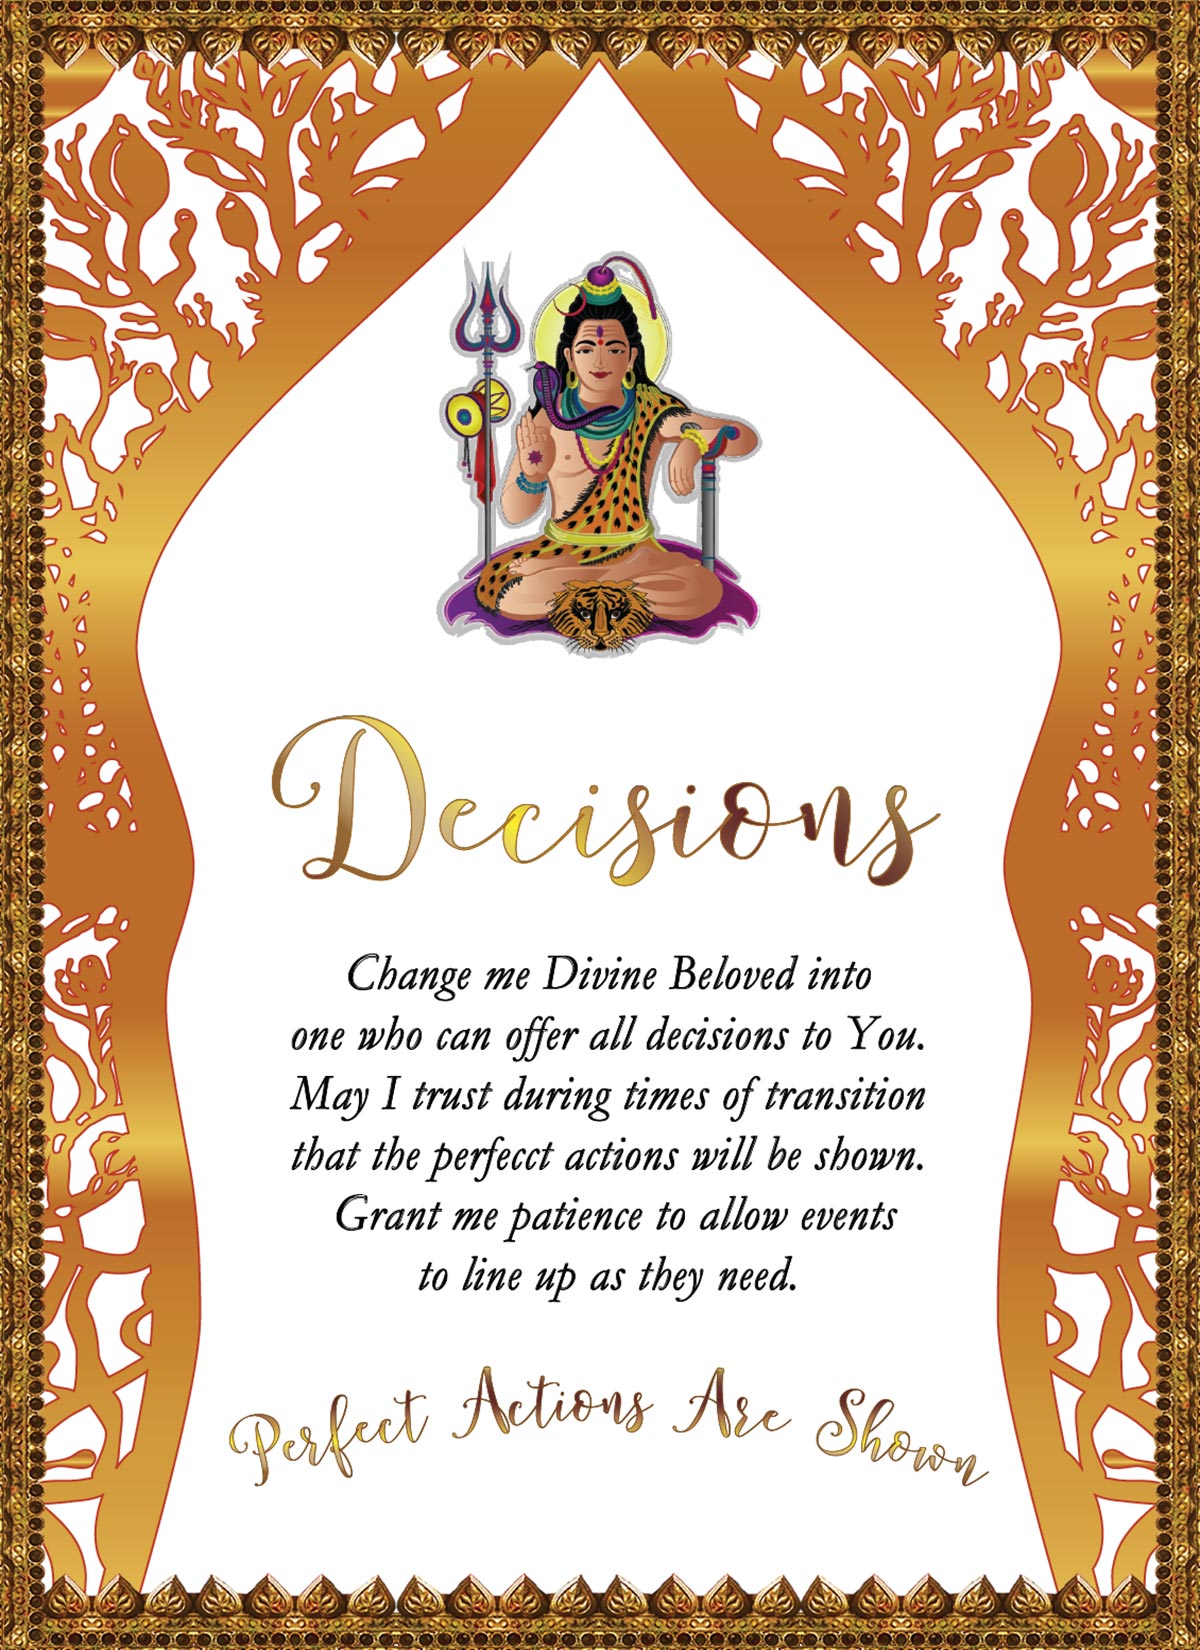 Decisions
Change me Divine Beloved into
one who can offer all decisions to You.
May I trust during times of transition
that the perfecct actions will be shown.
Grant me patience to allow events
to line up as they need.
Perfect Actions Are Shown